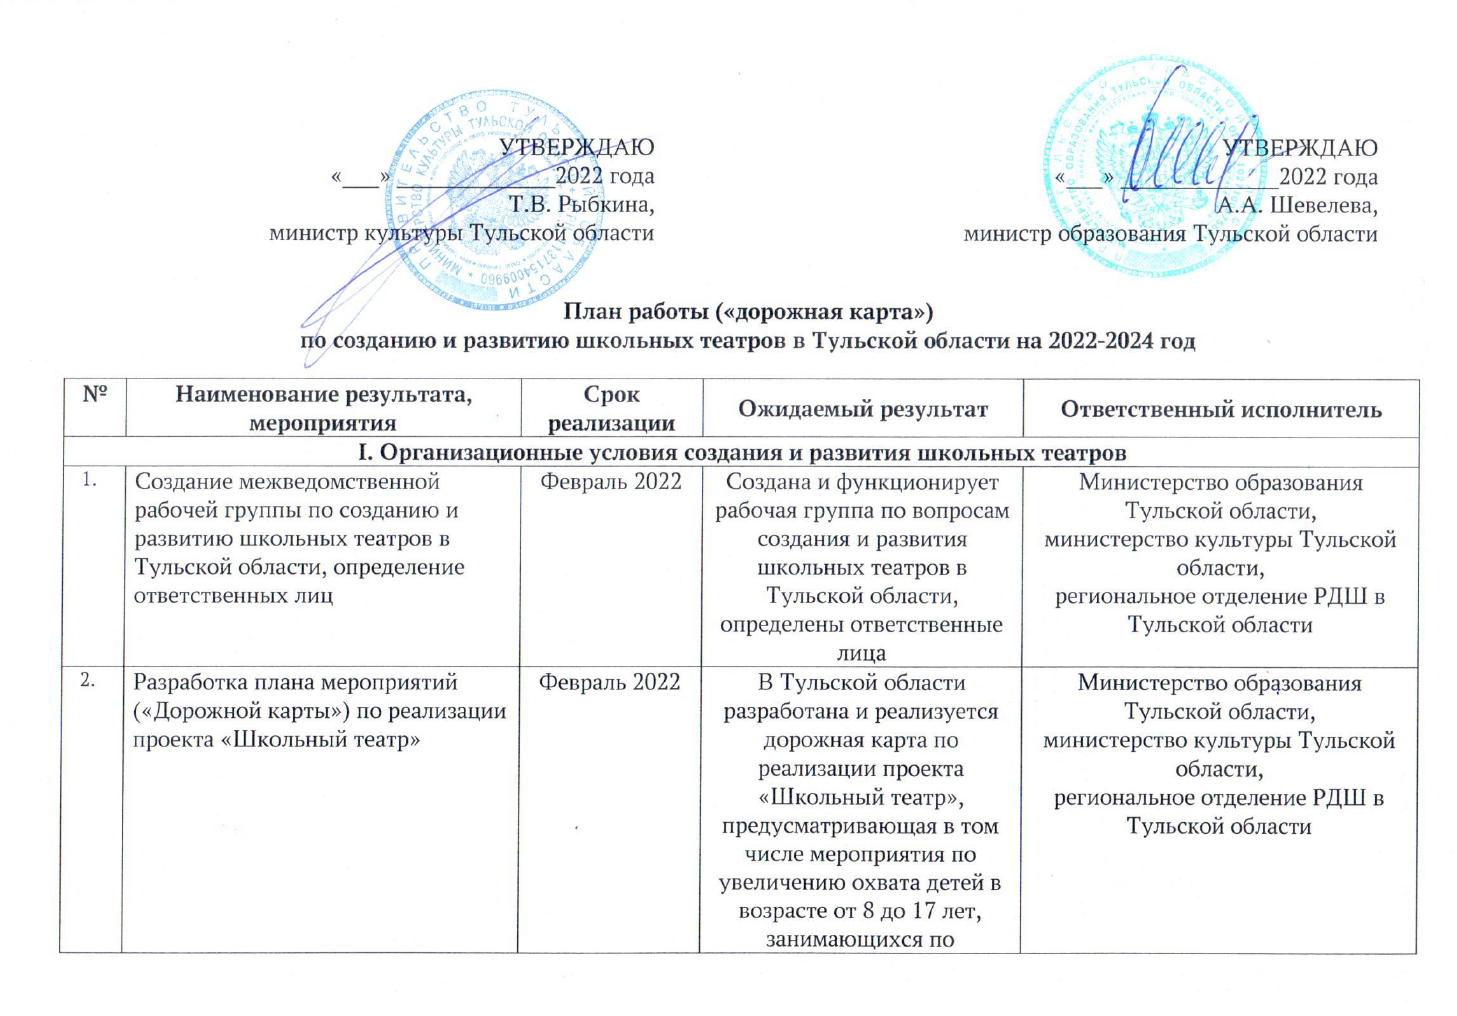 УТВЕРЖДАЮ
«___» _____________2022 года
Т.В. Рыбкина,
министр культуры Тульской области
УТВЕРЖДАЮ
«___» _____________2022 года
А.А. Шевелева,
министр образования Тульской области
План работы («дорожная карта»)
по созданию и развитию школьных театров в Тульской области на 2022-2024 год
№
Наименование результата,
мероприятия
Срок
реализации
Ожидаемый результат
Ответственный исполнитель
I. Организационные условия создания и развития школьных театров
1.
Создание межведомственной
рабочей группы по созданию и
развитию школьных театров в
Тульской области, определение
ответственных лиц
Февраль 2022
Создана и функционирует
рабочая группа по вопросам
создания и развития
школьных театров в
Тульской области,
определены ответственные
лица
Министерство образования
Тульской области,
министерство культуры Тульской
области,
региональное отделение РДШ в
Тульской области
2.
Разработка плана мероприятий
(«Дорожной карты») по реализации
проекта «Школьный театр»
Февраль 2022
В Тульской области
разработана и реализуется
дорожная карта по
реализации проекта
«Школьный театр»,
предусматривающая в том
числе мероприятия по
увеличению охвата детей в
возрасте от 8 до 17 лет,
занимающихся по
Министерство образования
Тульской области,
министерство культуры Тульской
области,
региональное отделение РДШ в
Тульской области